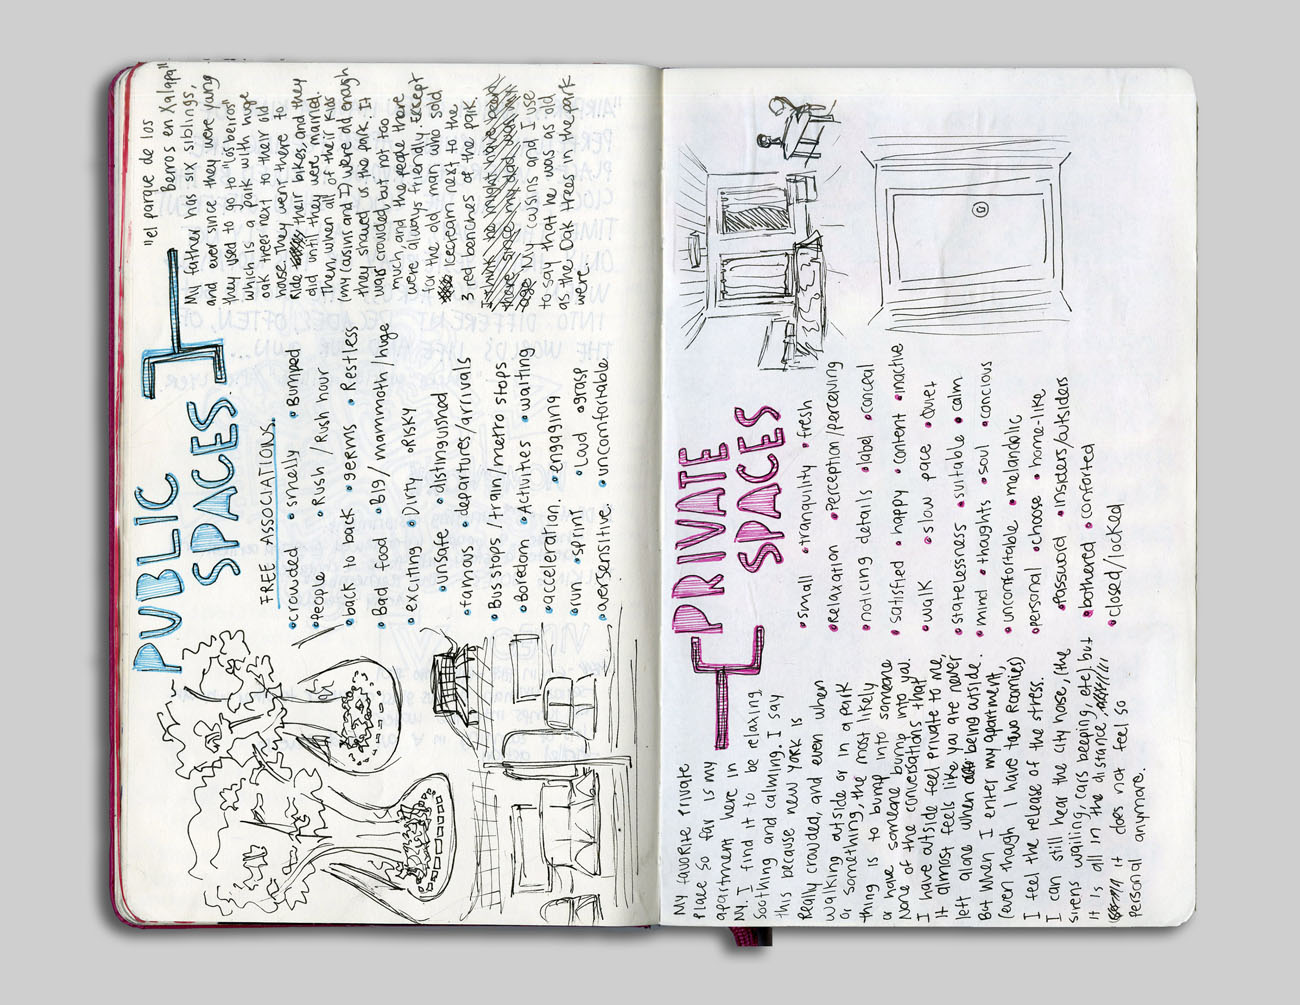 PUBLIC
SPACES
"el parque de los
Berros en Xalapa"
My father has six siblings,
and ever since they were yung
they used to go to "los beiros"
which is a park with huge
oak trees next to their old
house. They went there to
Ride their bikes, and they
did until they were married.
Then, when all of their kids
(my cousins and I) were old enough
they showed us the park. It
was crowded, but not too
much, and the people there
were always friendly except
for the old man who sold
Icecream next to the
3 red benches of the park.
I think he might have been
there since my dad was my
age. My cousins and I use
to say that he was as old
as the Oak trees in the park
were.
FREE ASSOCIATIONS.
•crowded •smelly •Bumped
•people •Rush / Rush hour
•back to back •germs •Restless
•Bad food •big / mammoth / huge
•exciting •Dirty •Risky
•unsafe •distinguished
•famous •departures/arrivals
•Bus stops / train / metro stops
•Boredom •Activities •waiting
•acceleration. •engaging
•run •sprint •Loud •grasp
•oversensitive. •uncomfortable.
PRIVATE
SPACES
•small •tranquility •fresh
•Relaxation •Perception/perceiving
•noticing details •label •conceal
•satisfied •happy •content •inactive
•walk •slow pace •Quiet
•statelessness •suitable •calm
•mind •thoughts •soul •concious
•uncomfortable •melancholic
•personal •choose •home-like
•Password •insiders/outsiders
•bothered •comforted
•closed/locked
My favorite Private
Place so far is my
apartment here in
NY. I find it to be relaxing
soothing and calming. I say
this because new York is
Really crowded, and even when
walking outside or in a park
or something, the most likely
thing is to bump into someone
or have someone bump into you.
None of the conversations that
I have outside feel private to me,
It almost feels like you are never
left alone when being outside.
But when I enter my apartment,
(even though I have two Roomies)
I feel the release of the stress.
I can still hear the city noise, (the
sirens wailing, cars beeping, etc but
it is all in the distance,
It does not feel so
Personal anymore.